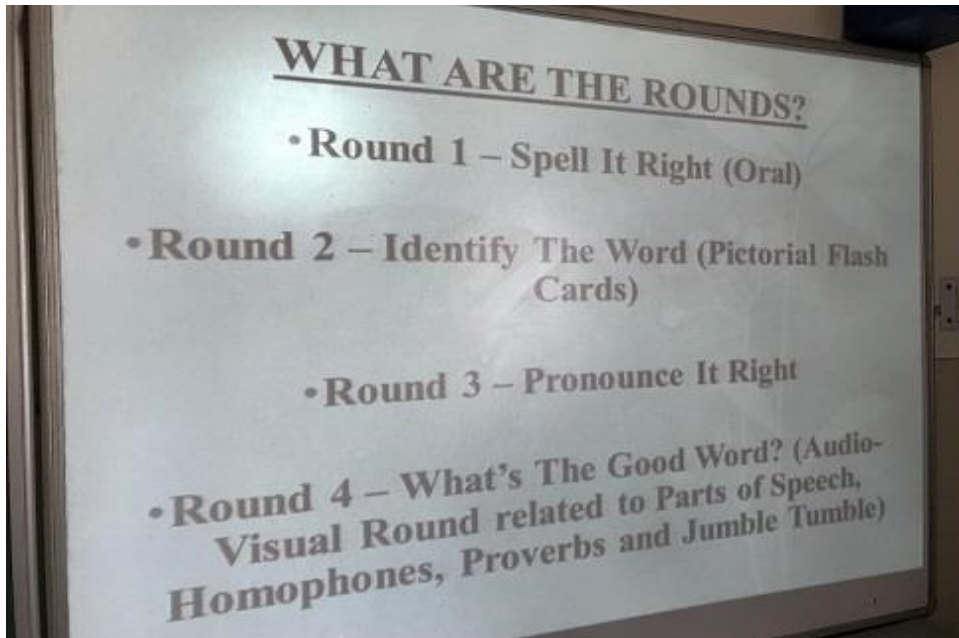 WHAT ARE THE ROUNDS?
•Round 1 – Spell It Right (Oral)
•Round 2 – Identify The Word (Pictorial Flash
Cards)
•Round 3 – Pronounce It Right
•Round 4 – What's The Good Word? (Audio-
Visual Round related to Parts of Speech,
Homophones, Proverbs and Jumble Tumble)